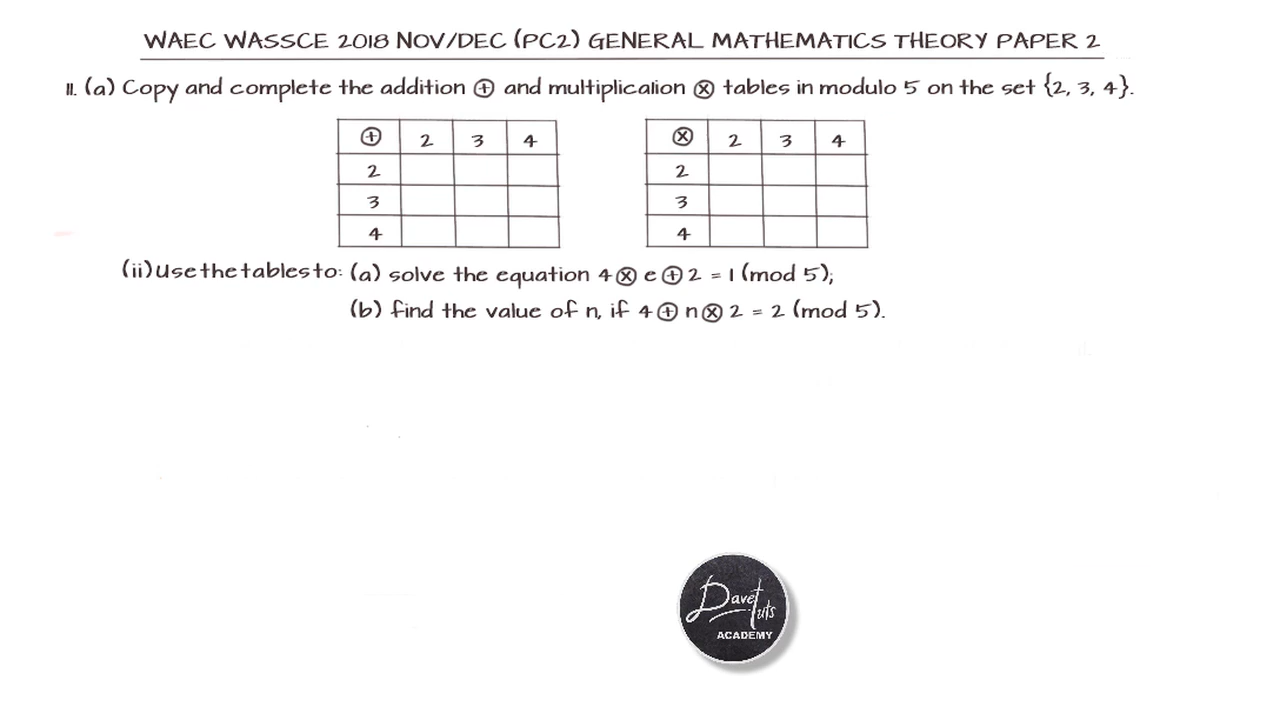 WAEC WASSCE 2018 NOV/DEC (PC2) GENERAL MATHEMATICS THEORY PAPER 2
11. (a) Copy and complete the addition ⊕ and multiplication ⊗ tables in modulo 5 on the set {2, 3, 4}.
⊕ 2 3 4
2
3
4
⊗ 2 3 4
2
3
4
(ii) Use the tables to: (a) solve the equation 4 ⊗ e ⊕ 2 = 1 (mod 5);
(b) find the value of n, if 4 ⊕ n ⊗ 2 = 2 (mod 5).
Dave Tuts
ACADEMY